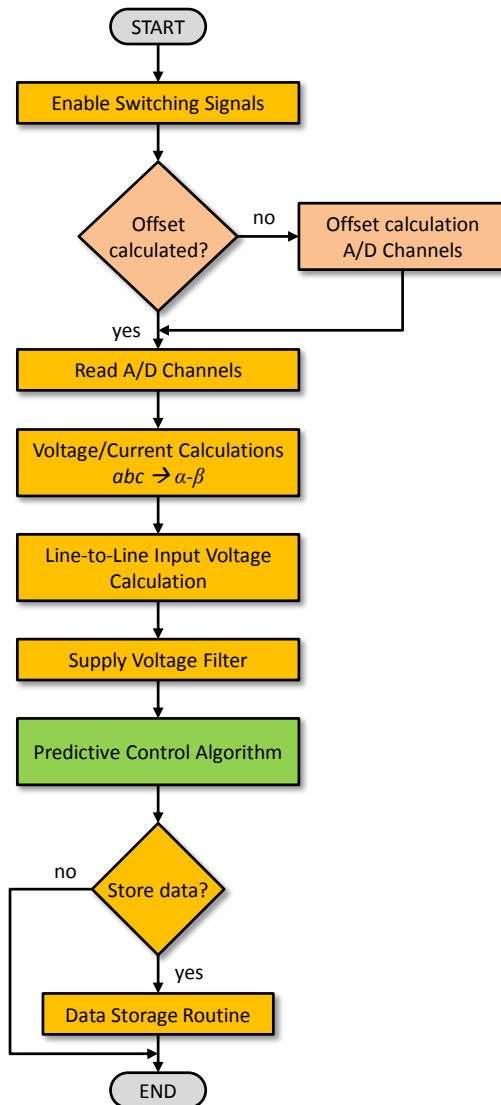 START
Enable Switching Signals
Offset
calculated?
no
Offset calculation
A/D Channels
yes
Read A/D Channels
Voltage/Current Calculations
abc → α-β
Line-to-Line Input Voltage
Calculation
Supply Voltage Filter
Predictive Control Algorithm
no
Store data?
yes
Data Storage Routine
END